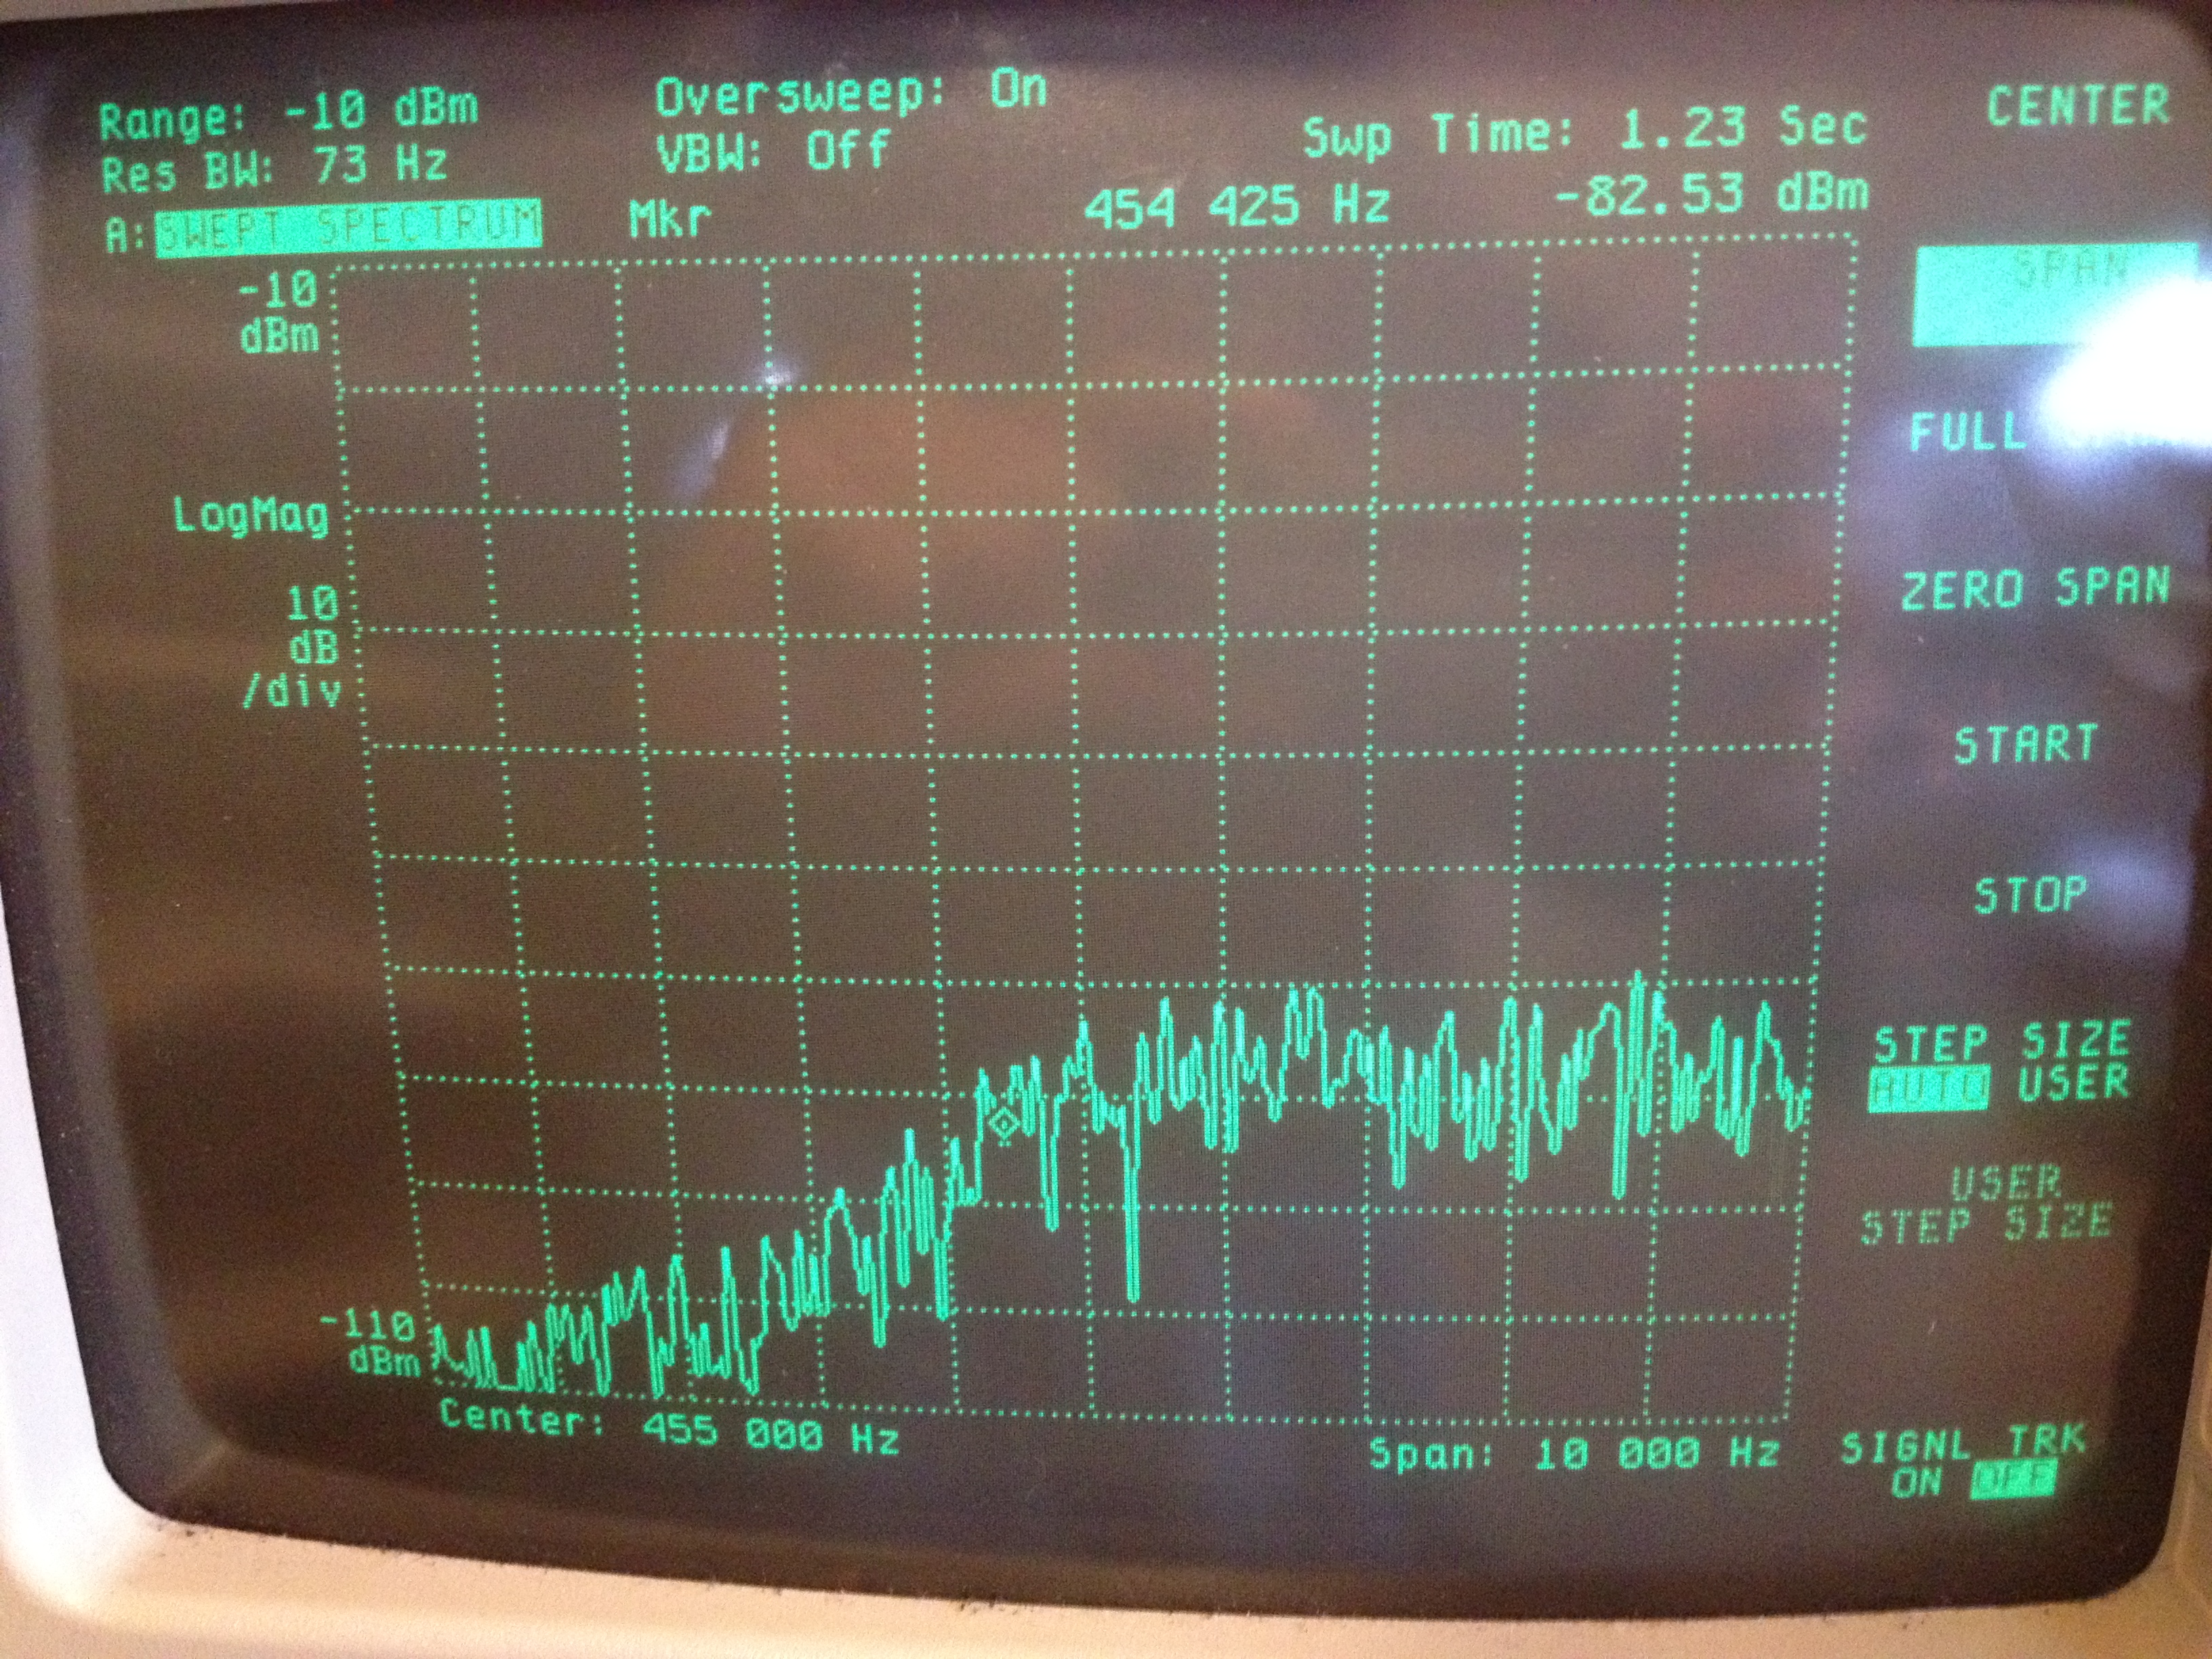 Range: -10 dBm
Oversweep: On
Res BW: 73 Hz
VBW: Off
Swp Time: 1.23 Sec
A: SWEPT SPECTRUM
Mkr 454 425 Hz -82.53 dBm
-10
dBm
LogMag
10
dB
/div
-110
dBm
Center: 455 000 Hz
Span: 10 000 Hz
CENTER
SPAN
FULL
ZERO SPAN
START
STOP
STEP SIZE
AUTO USER
USER
STEP SIZE
SIGNL TRK
ON OFF